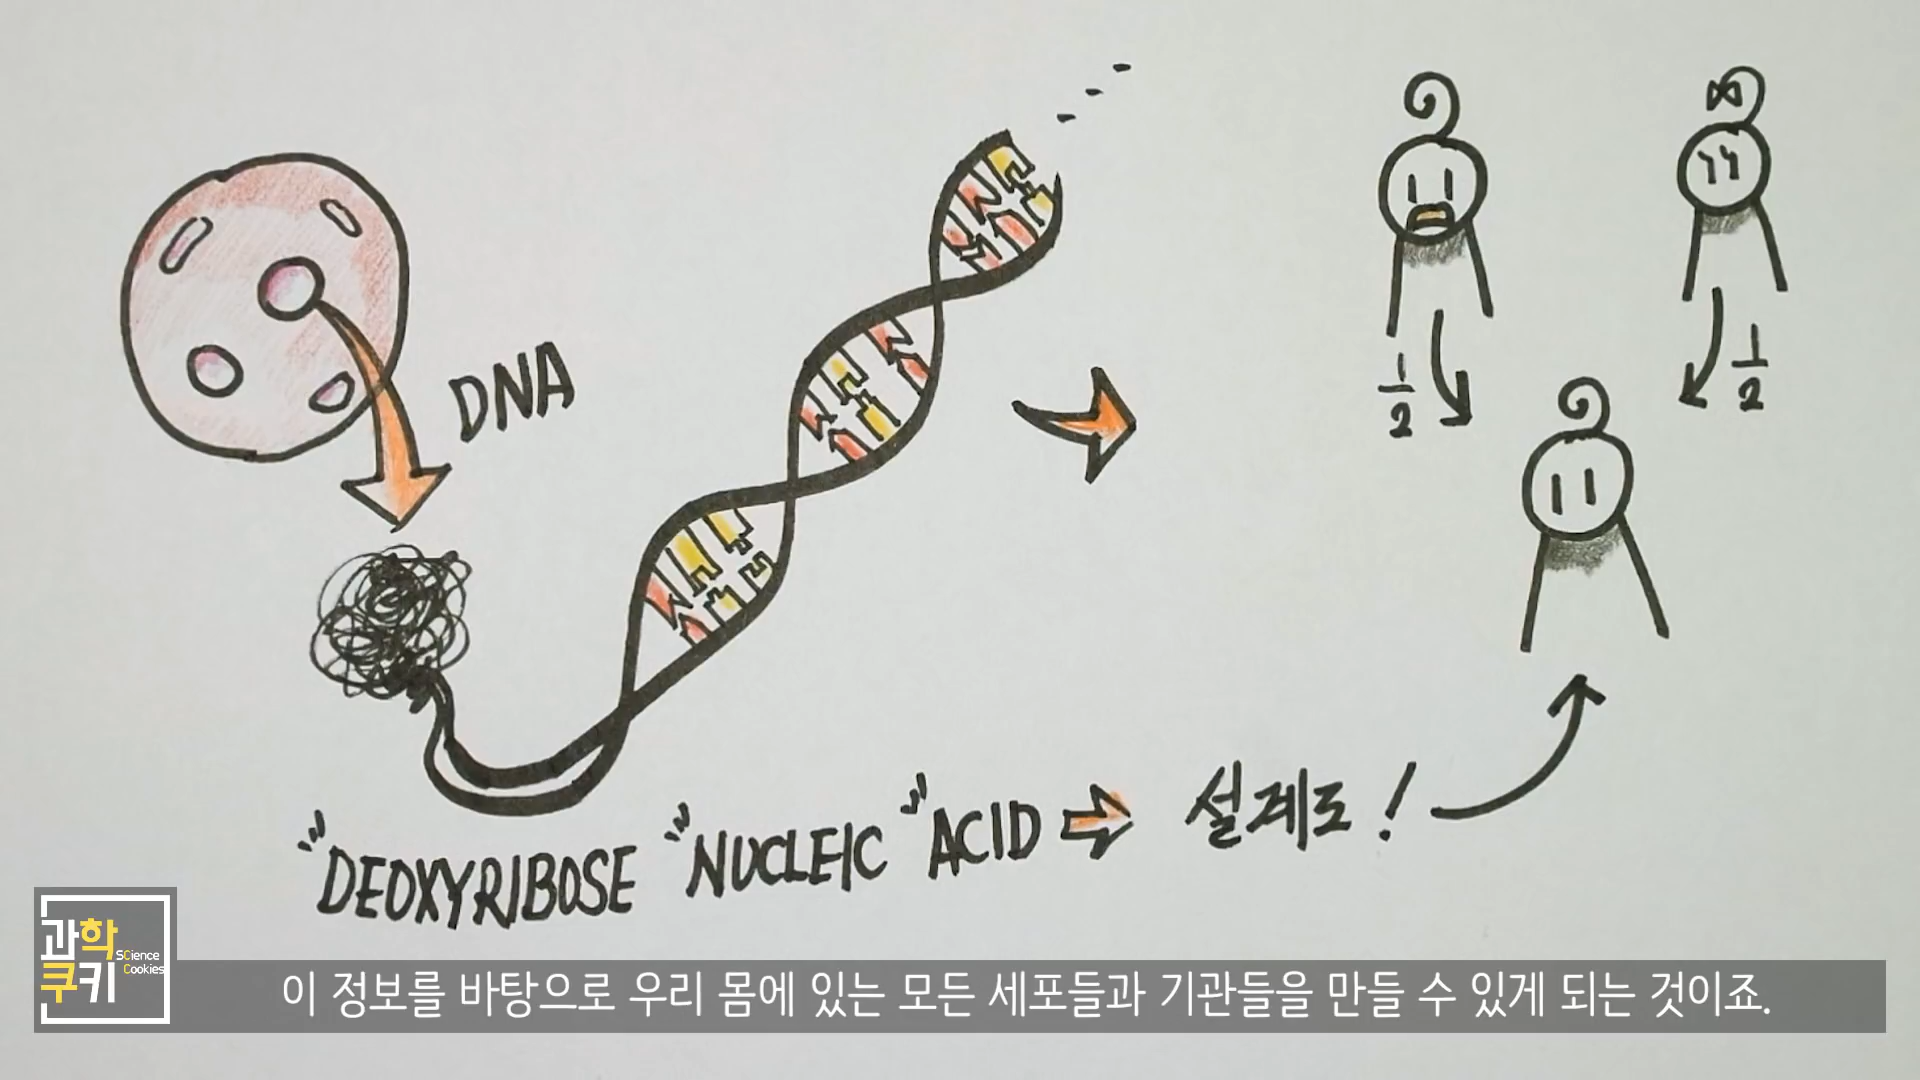 DNA
1/2
1/2
"DEOXYRIBOSE "NUCLEIC "ACID ⇨ 설계도!
과학
쿠키
Science
Cookies
이 정보를 바탕으로 우리 몸에 있는 모든 세포들과 기관들을 만들 수 있게 되는 것이죠.